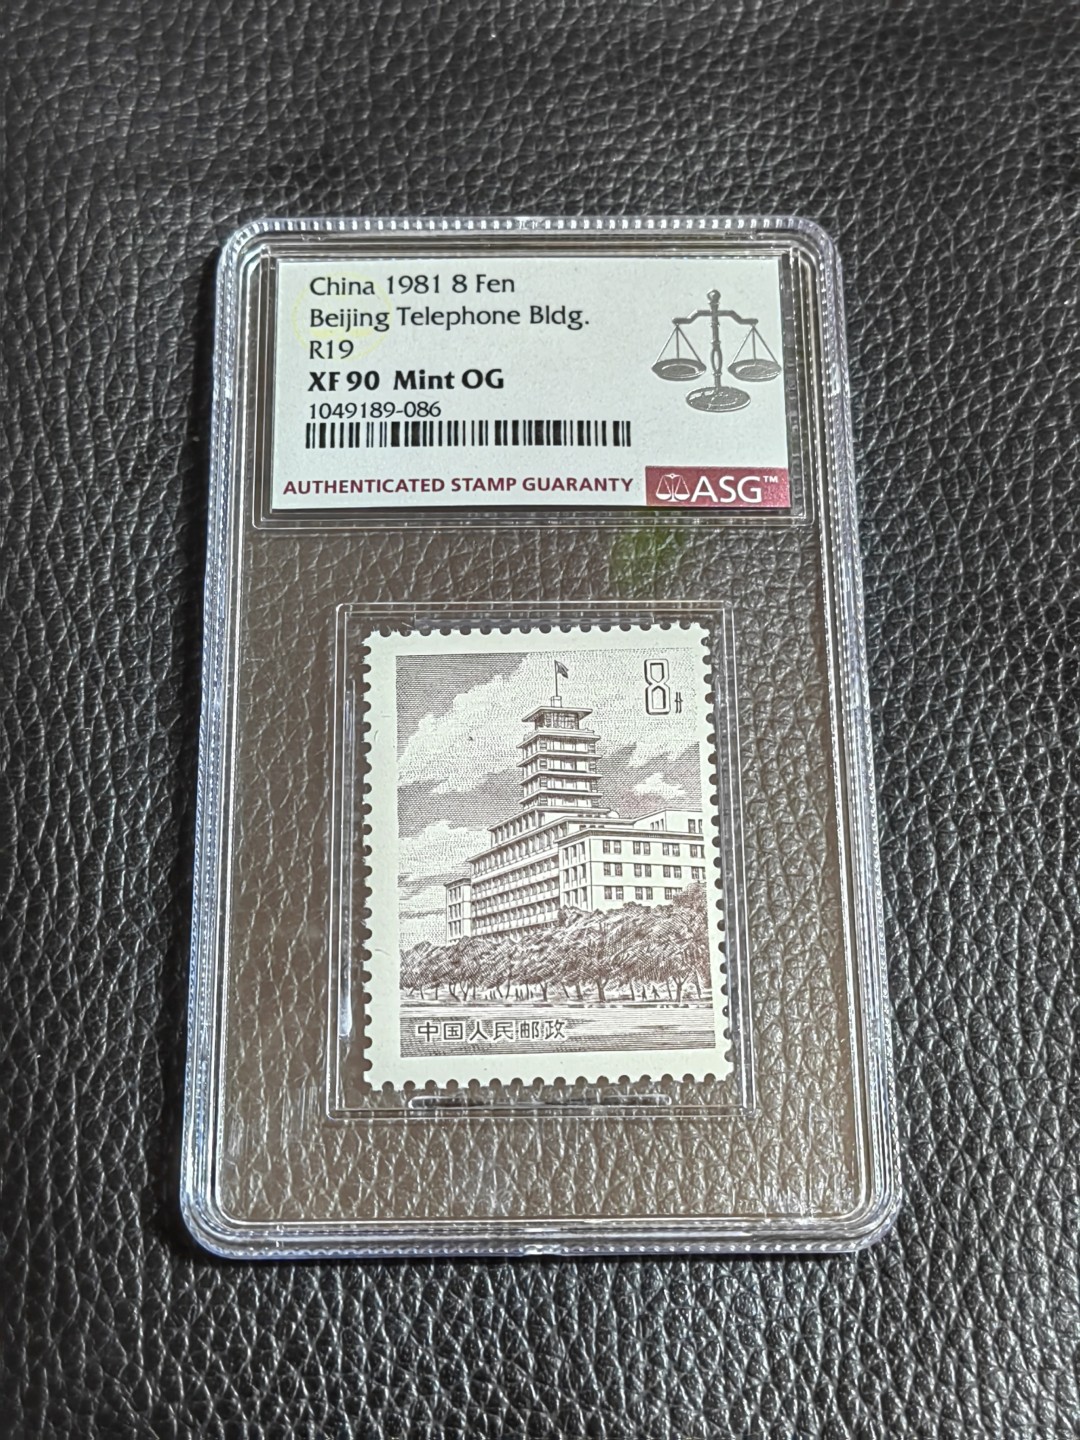 China 1981 8 Fen
Beijing Telephone Bldg.
R19
XF 90 Mint OG
1049189-086
AUTHENTICATED STAMP GUARANTY ASG™
8分
中国人民邮政